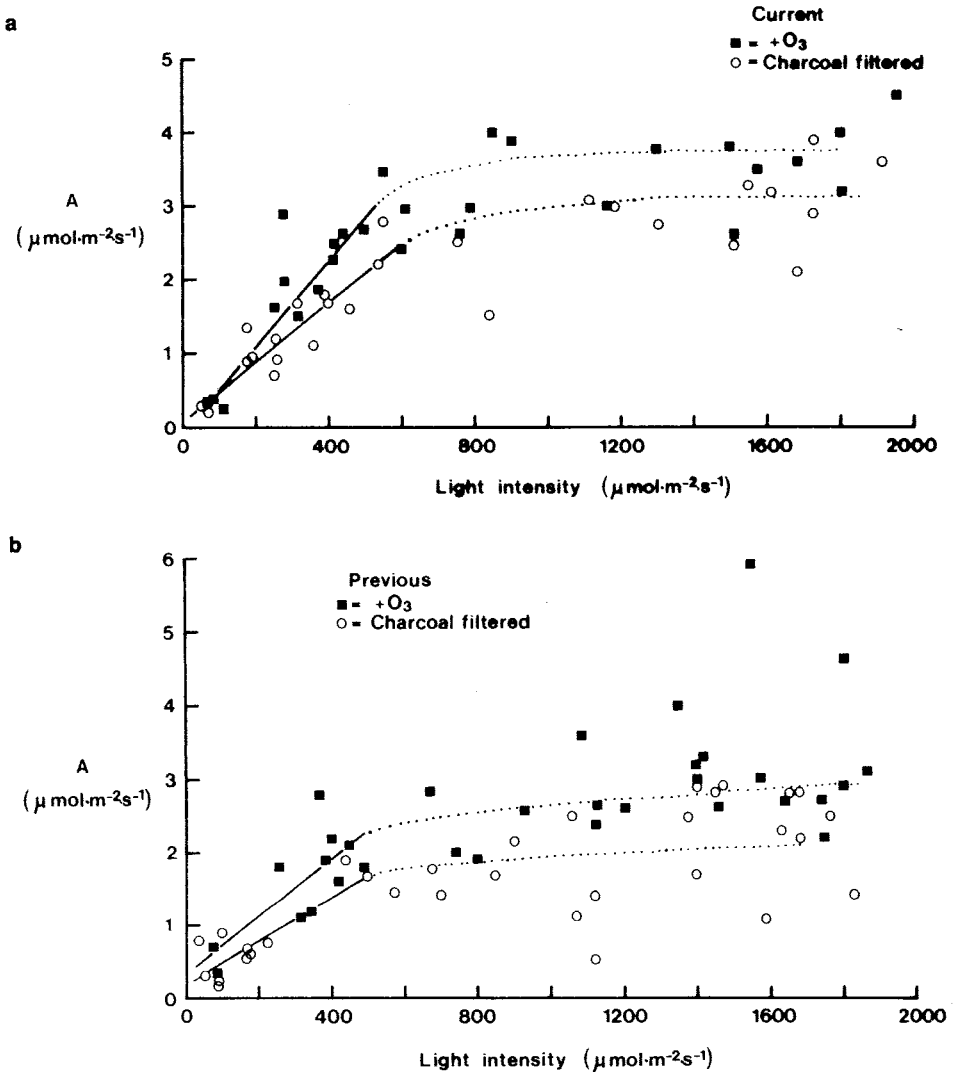 a
Current
■ = +O₃
○ = Charcoal filtered
5
4
3
2
1
0
A
(μmol·m⁻²s⁻¹)
0 400 800 1200 1600 2000
Light intensity (μmol·m⁻²s⁻¹)
b
Previous
■ = +O₃
○ = Charcoal filtered
6
5
4
3
2
1
0
A
(μmol·m⁻²s⁻¹)
0 400 800 1200 1600 2000
Light intensity (μmol·m⁻²s⁻¹)